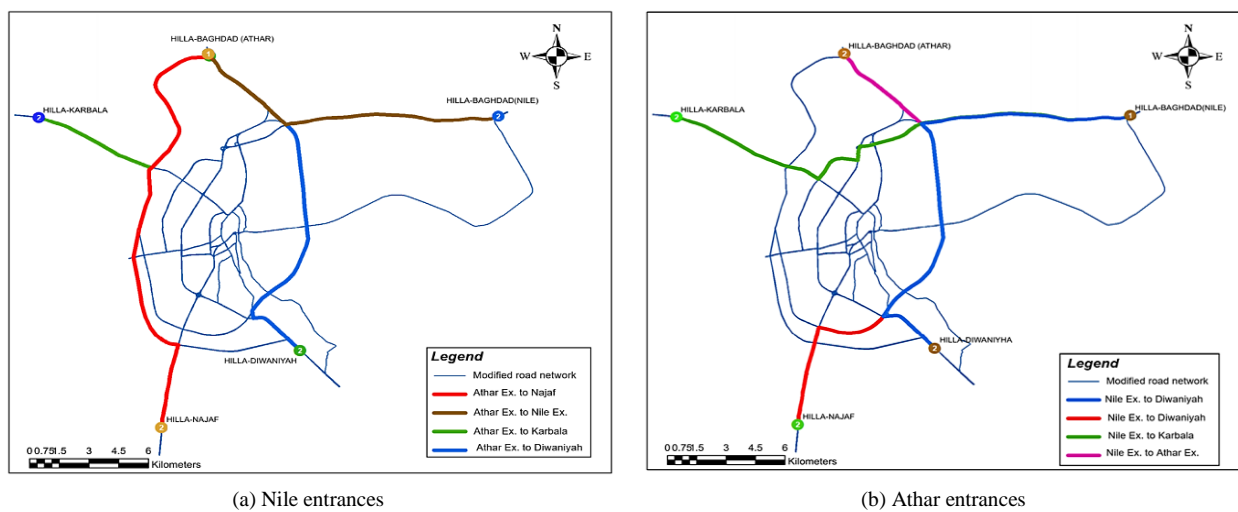 HILLA-BAGHDAD (ATHAR)
1
N
W
E
S
HILLA-KARBALA
2
HILLA-BAGHDAD(NILE)
2
HILLA-DIWANIYAH
2
HILLA-NAJAF
2
Legend
Modified road network
Athar Ex. to Najaf
Athar Ex. to Nile Ex.
Athar Ex. to Karbala
Athar Ex. to Diwaniyah
0 0.75 1.5 3 4.5 6
Kilometers
(a) Nile entrances
HILLA-BAGHDAD (ATHAR)
2
N
W
E
S
HILLA-KARBALA
2
HILLA-BAGHDAD(NILE)
1
HILLA-DIWANIYHA
2
HILLA-NAJAF
2
Legend
Modified road network
Nile Ex. to Diwaniyah
Nile Ex. to Diwaniyah
Nile Ex. to Karbala
Nile Ex. to Athar Ex.
0 0.75 1.5 3 4.5 6
Kilometers
(b) Athar entrances